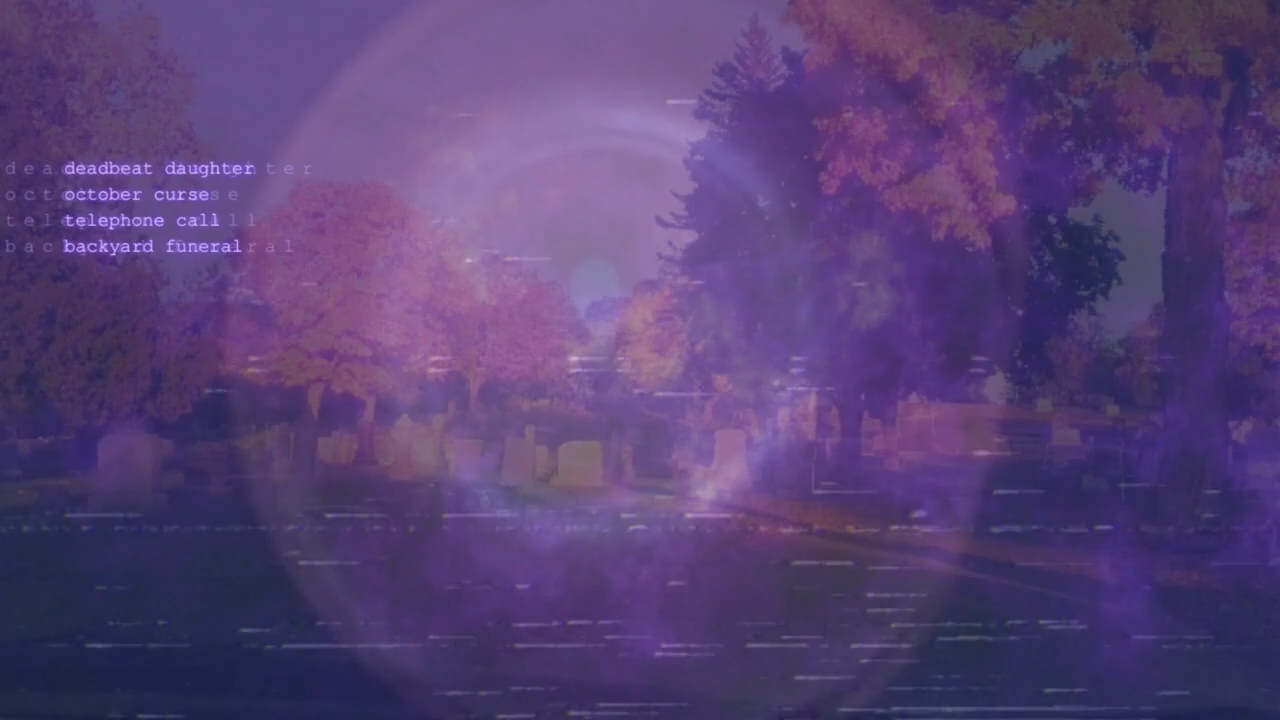 deadbeat daughter
october curse
telephone call
backyard funeral